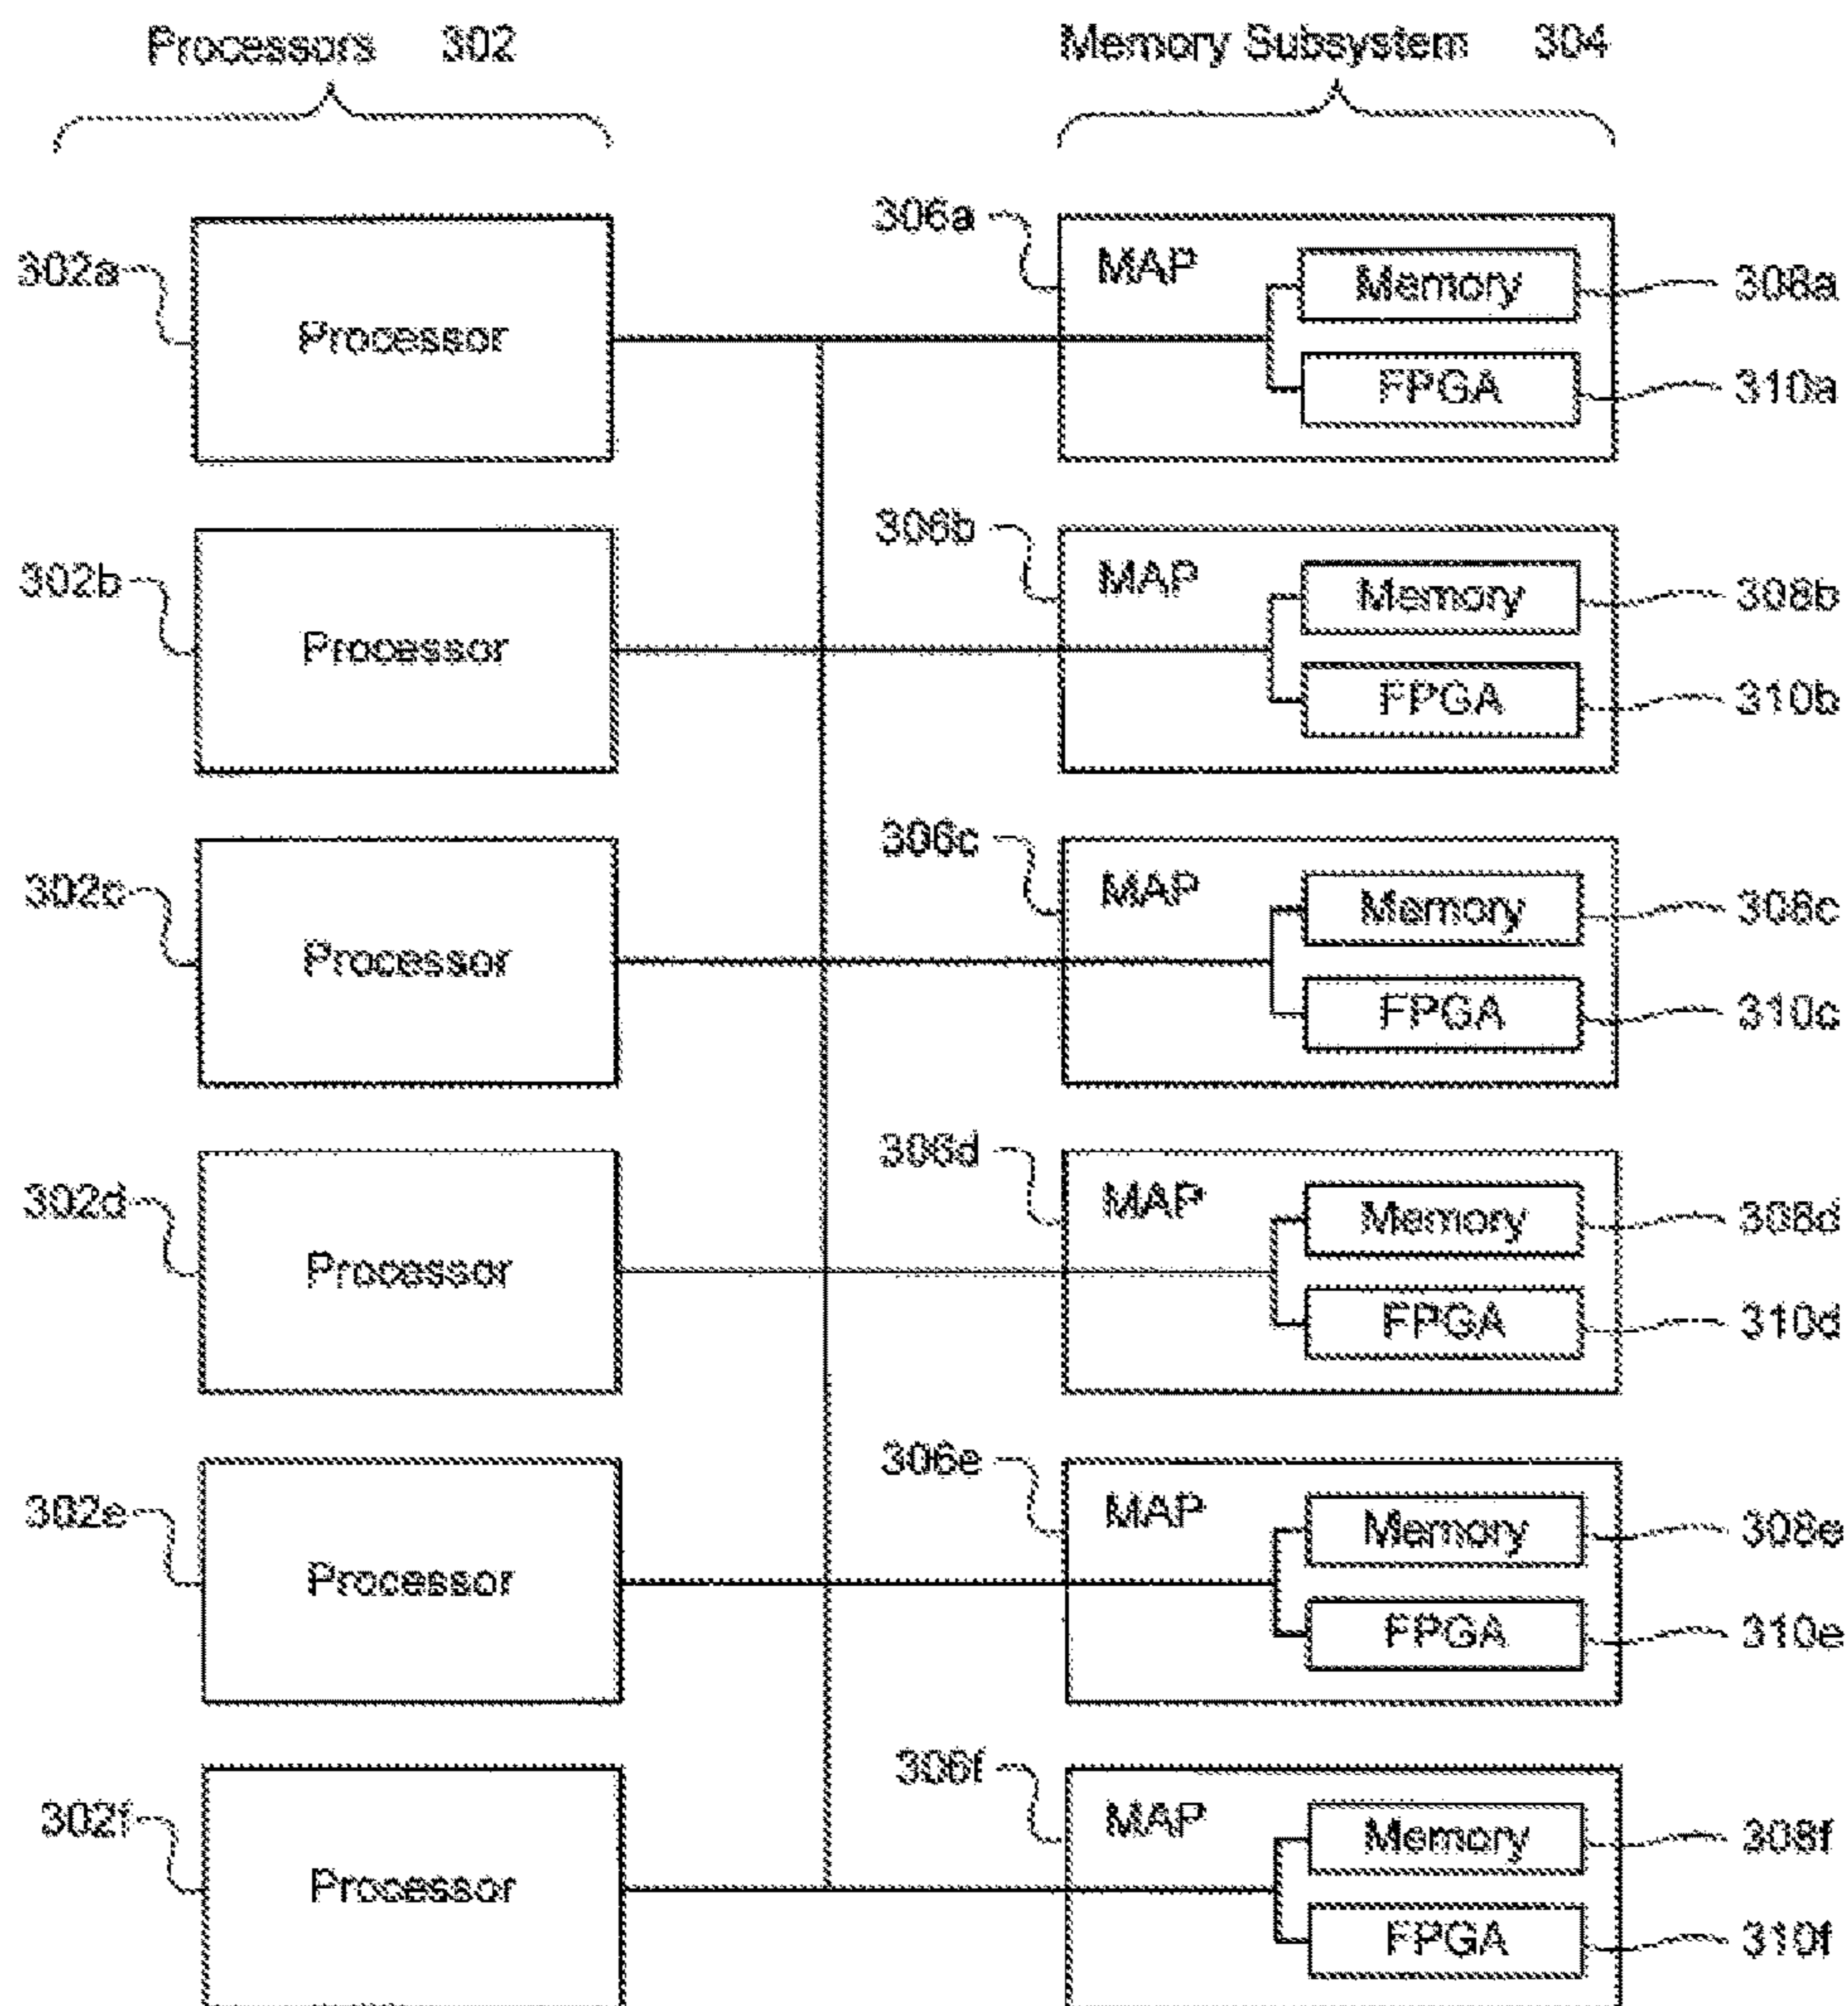 Processors 302 Memory Subsystem 304
306a MAP Memory 308a
302a Processor
FPGA 310a
306b MAP Memory 308b
302b Processor
FPGA 310b
306c MAP Memory 308c
302c Processor
FPGA 310c
306d MAP Memory 308d
302d Processor
FPGA 310d
306e MAP Memory 308e
302e Processor
FPGA 310e
306f MAP Memory 308f
302f Processor
FPGA 310f